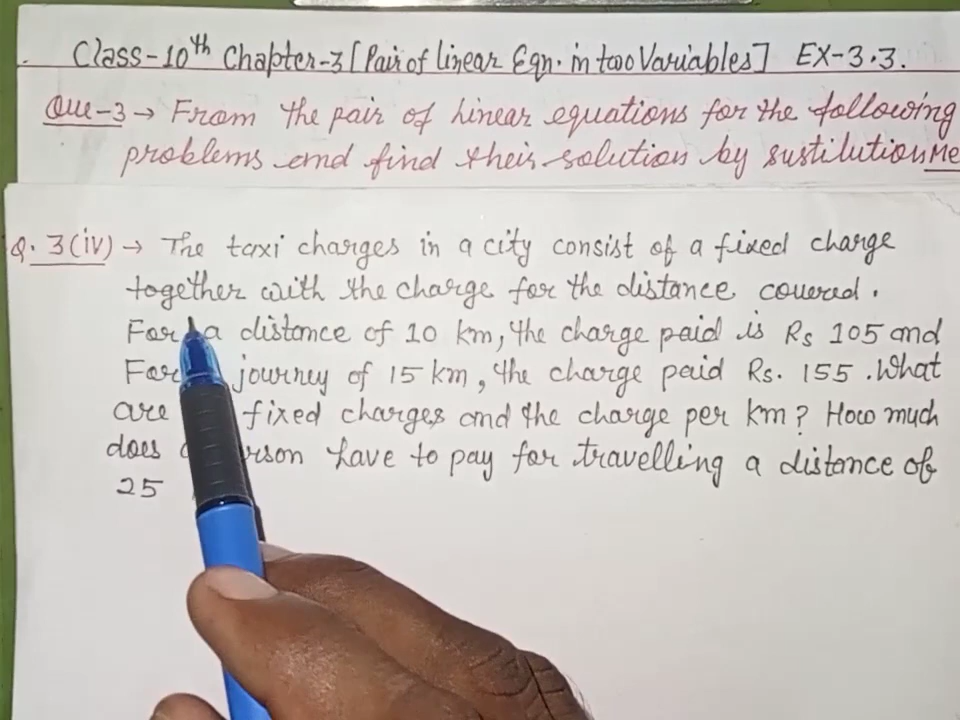 Class-10th Chapter-3 [Pair of linear Eqn. in two Variables] EX-3.3.
Que-3 → From the pair of linear equations for the following
problems and find their solution by sustilution Me
Q. 3(iv) → The taxi charges in a city consist of a fixed charge
together with the charge for the distance covered.
For a distance of 10 km, the charge paid is Rs 105 and
For journey of 15 km, the charge paid Rs. 155. What
are fixed charges and the charge per km? How much
does have to pay for travelling a distance of
25